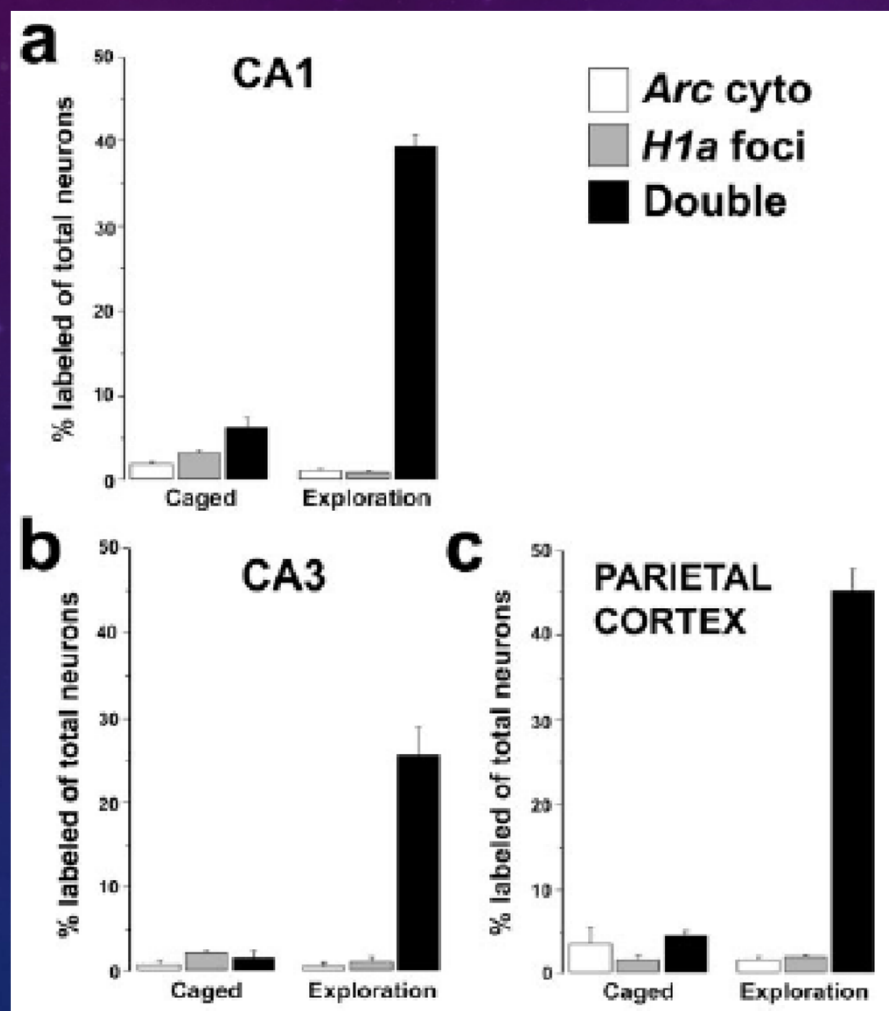 a
CA1
Arc cyto
H1a foci
Double
% labeled of total neurons
50
40
30
20
10
0
Caged
Exploration
b
CA3
% labeled of total neurons
50
40
30
20
10
0
Caged
Exploration
c
PARIETAL
CORTEX
% labeled of total neurons
50
40
30
20
10
0
Caged
Exploration